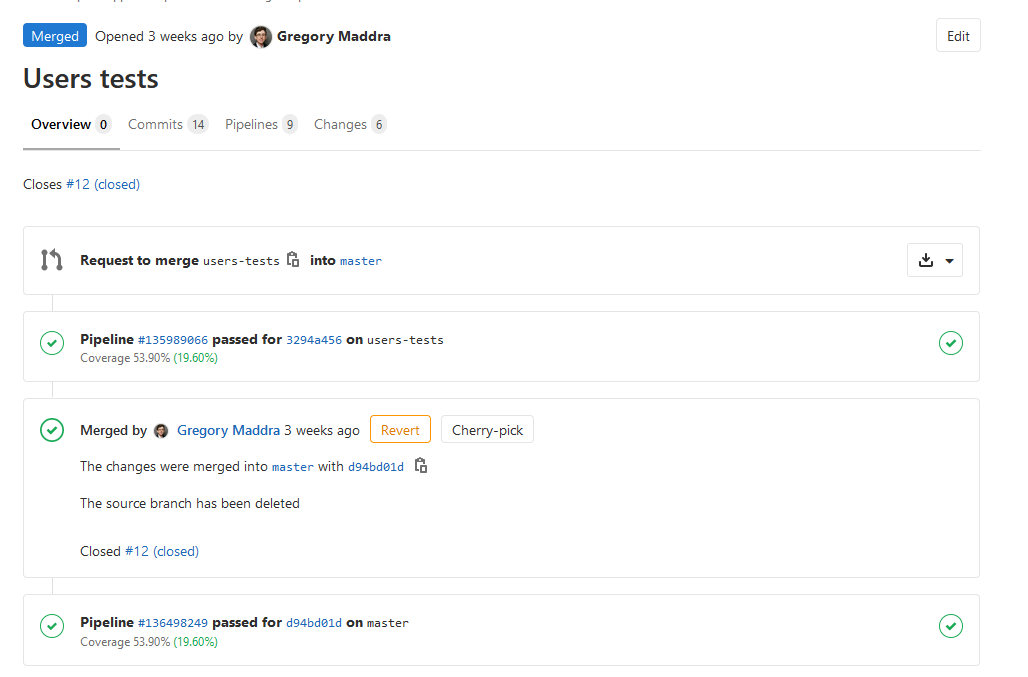 Merged Opened 3 weeks ago by Gregory Maddra Edit
Users tests
Overview 0 Commits 14 Pipelines 9 Changes 6
Closes #12 (closed)
Request to merge users-tests into master
Pipeline #135989066 passed for 3294a456 on users-tests
Coverage 53.90% (19.60%)
Merged by Gregory Maddra 3 weeks ago Revert Cherry-pick
The changes were merged into master with d94bd01d
The source branch has been deleted
Closed #12 (closed)
Pipeline #136498249 passed for d94bd01d on master
Coverage 53.90% (19.60%)